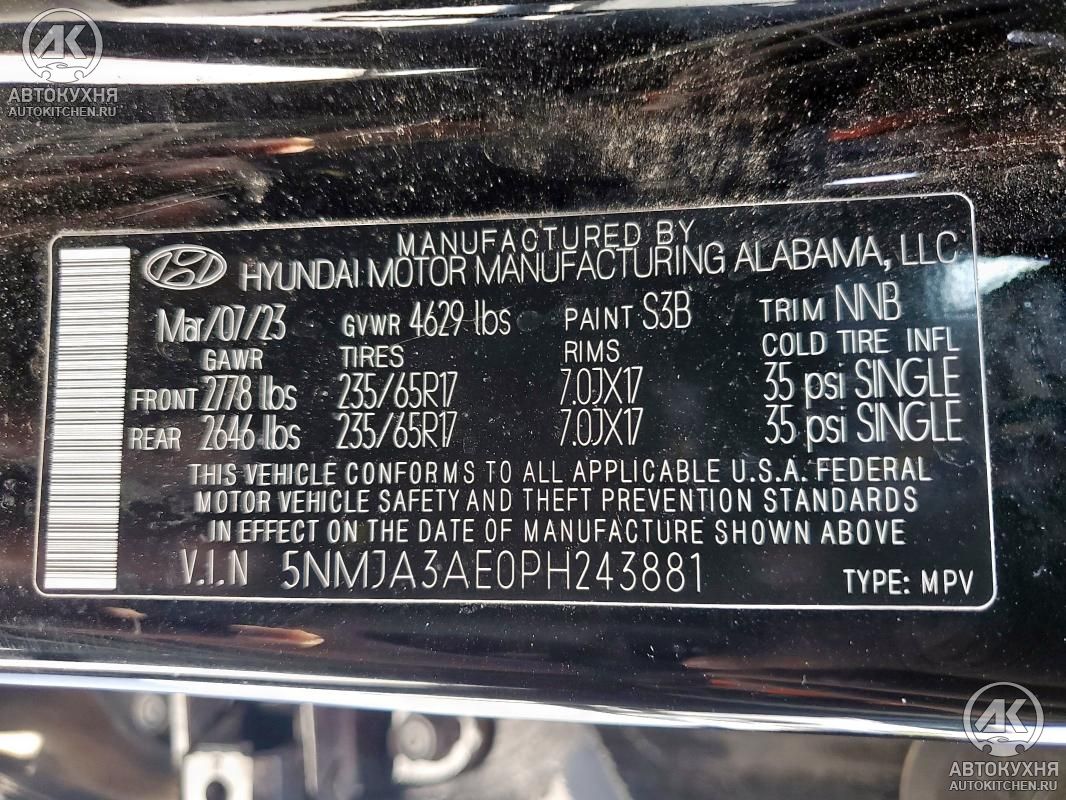 AK
АВТОКУХНЯ
AUTOKITCHEN.RU
MANUFACTURED BY
HYUNDAI MOTOR MANUFACTURING ALABAMA, LLC
Mar/07/23 GVWR 4629 lbs PAINT S3B TRIM NNB
GAWR TIRES RIMS COLD TIRE INFL
FRONT 2778 lbs 235/65R17 7.0JX17 35 psi SINGLE
REAR 2646 lbs 235/65R17 7.0JX17 35 psi SINGLE
THIS VEHICLE CONFORMS TO ALL APPLICABLE U.S.A. FEDERAL
MOTOR VEHICLE SAFETY AND THEFT PREVENTION STANDARDS
IN EFFECT ON THE DATE OF MANUFACTURE SHOWN ABOVE
V.I.N 5NMJA3AE0PH243881 TYPE: MPV
AK
АВТОКУХНЯ
AUTOKITCHEN.RU